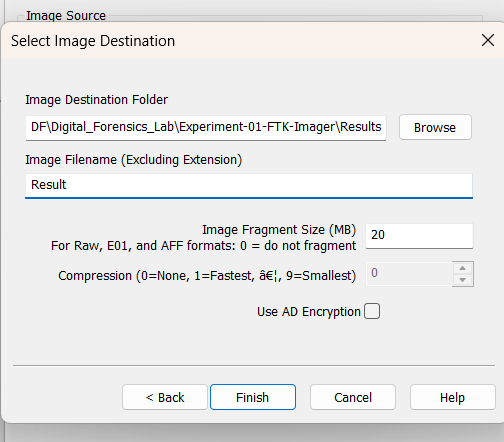 Image Source
Select Image Destination
Image Destination Folder
DF\Digital_Forensics_Lab\Experiment-01-FTK-Imager\Results
Browse
Image Filename (Excluding Extension)
Result
Image Fragment Size (MB)
20
For Raw, E01, and AFF formats: 0 = do not fragment
Compression (0=None, 1=Fastest, â€¦, 9=Smallest)
0
Use AD Encryption
< Back
Finish
Cancel
Help